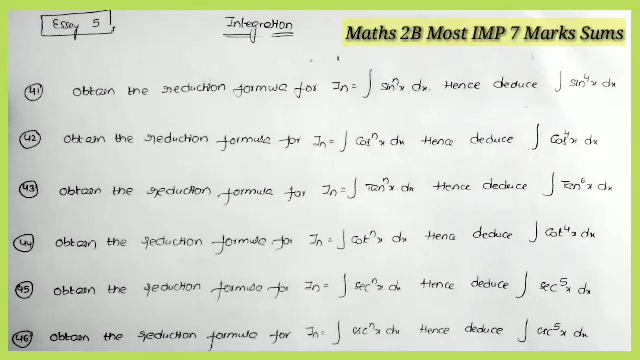 Essay 5
Integration
Maths 2B Most IMP 7 Marks Sums
41 Obtain the reduction formula for In = ∫ sinⁿx dx. Hence deduce ∫ sin⁴x dx
42 Obtain the reduction formula for In = ∫ Cosⁿx dx Hence deduce ∫ Cos⁴x dx
43 Obtain the reduction formula for In = ∫ Tanⁿx dx Hence deduce ∫ Tan⁶x dx
44 Obtain the reduction formula for In = ∫ Cotⁿx dx Henc deduce ∫ Cot⁴x dx
45 Obtain the reduction formula for In = ∫ secⁿx dx Hence deduce ∫ sec⁵x dx
46 Obtain the reduction formula for In = ∫ cscⁿx dx Hence deduce ∫ csc⁵x dx